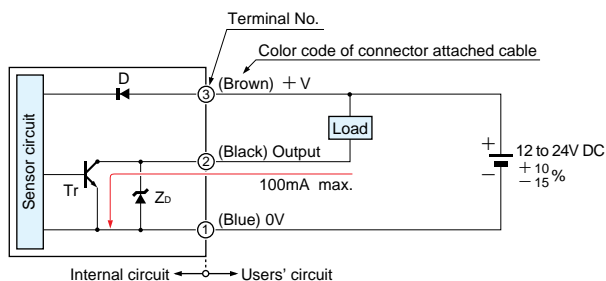 Terminal No.
Color code of connector attached cable
D
③ (Brown) +V
Sensor circuit
Load
+
12 to 24V DC
+10
−15 %
−
② (Black) Output
Tr
ZD
100mA max.
① (Blue) 0V
Internal circuit
Users' circuit